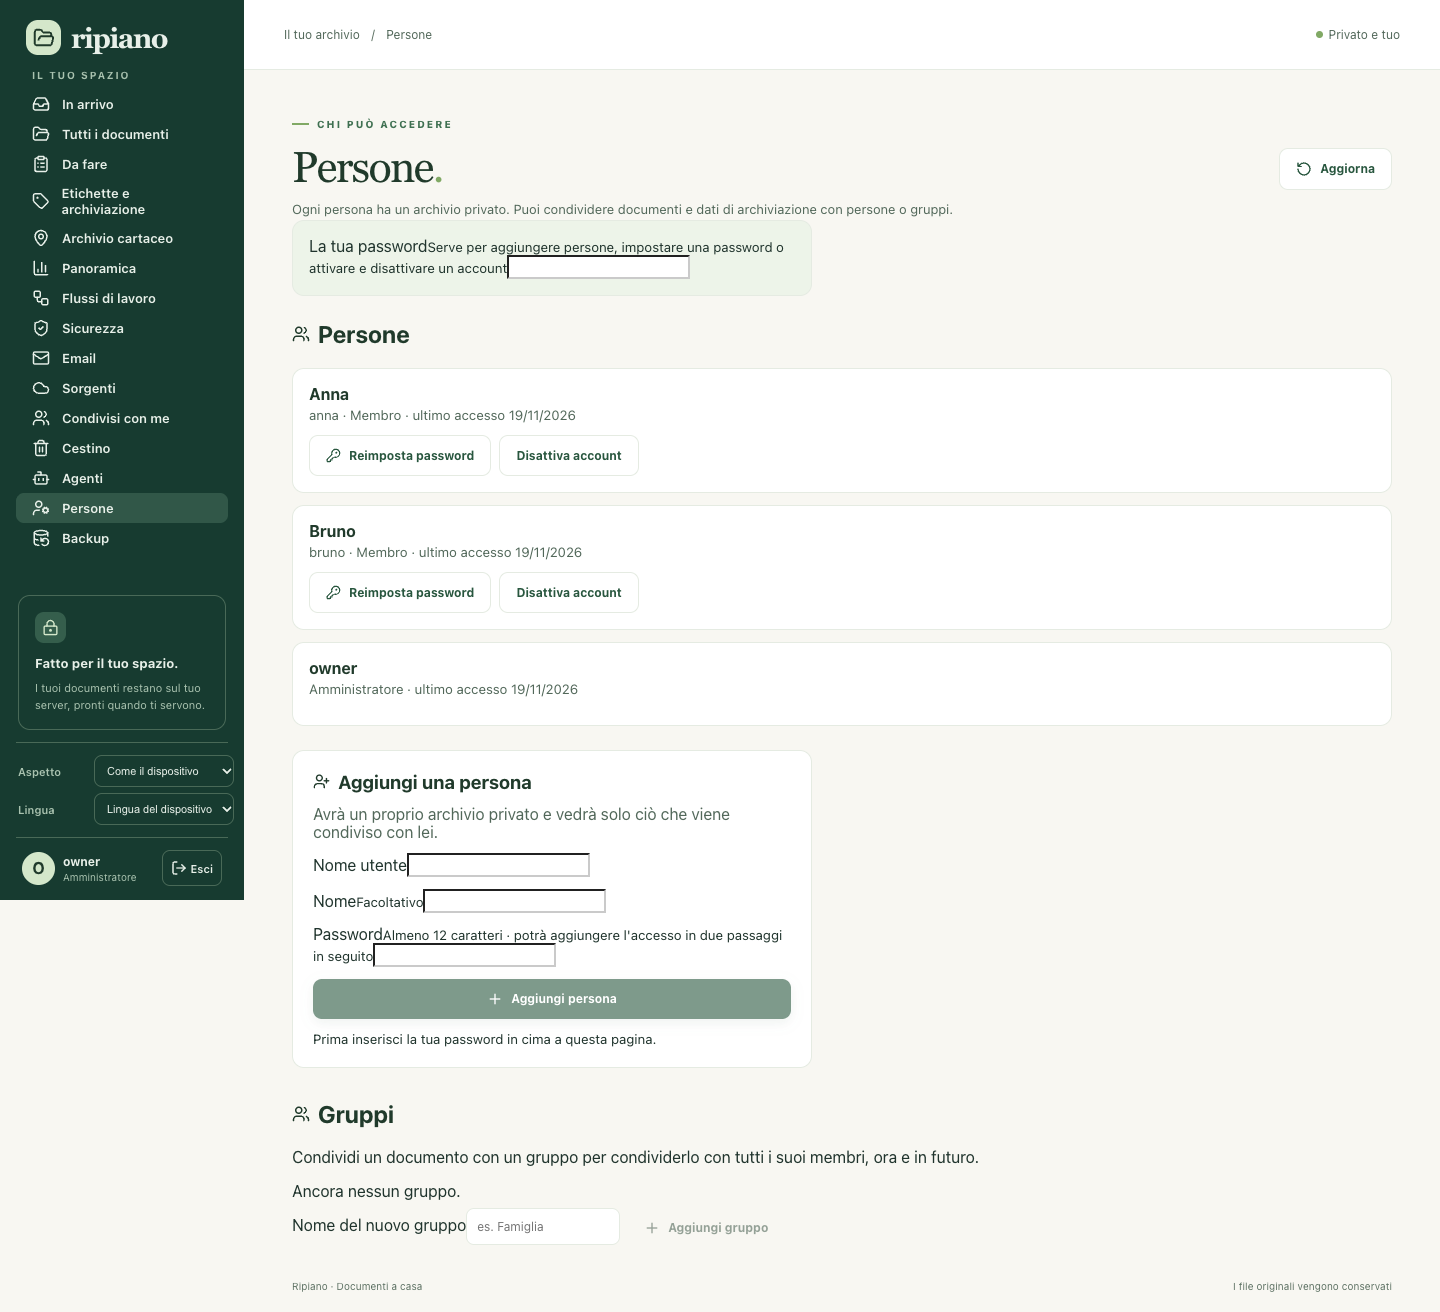 ripiano
IL TUO SPAZIO
In arrivo
Tutti i documenti
Da fare
Etichette e
archiviazione
Archivio cartaceo
Panoramica
Flussi di lavoro
Sicurezza
Email
Sorgenti
Condivisi con me
Cestino
Agenti
Persone
Backup
Fatto per il tuo spazio.
I tuoi documenti restano sul tuo
server, pronti quando ti servono.
Aspetto
Come il dispositivo
Lingua
Lingua del dispositivo
O
owner
Amministratore
Esci
Il tuo archivio / Persone
Privato e tuo
CHI PUÒ ACCEDERE
Persone.
Aggiorna
Ogni persona ha un archivio privato. Puoi condividere documenti e dati di archiviazione con persone o gruppi.
La tua passwordServe per aggiungere persone, impostare una password o
attivare e disattivare un account
Persone
Anna
anna · Membro · ultimo accesso 19/11/2026
Reimposta password
Disattiva account
Bruno
bruno · Membro · ultimo accesso 19/11/2026
Reimposta password
Disattiva account
owner
Amministratore · ultimo accesso 19/11/2026
Aggiungi una persona
Avrà un proprio archivio privato e vedrà solo ciò che viene
condiviso con lei.
Nome utente
NomeFacoltativo
PasswordAlmeno 12 caratteri · potrà aggiungere l'accesso in due passaggi
in seguito
Aggiungi persona
Prima inserisci la tua password in cima a questa pagina.
Gruppi
Condividi un documento con un gruppo per condividerlo con tutti i suoi membri, ora e in futuro.
Ancora nessun gruppo.
Nome del nuovo gruppo
es. Famiglia
Aggiungi gruppo
Ripiano · Documenti a casa
I file originali vengono conservati